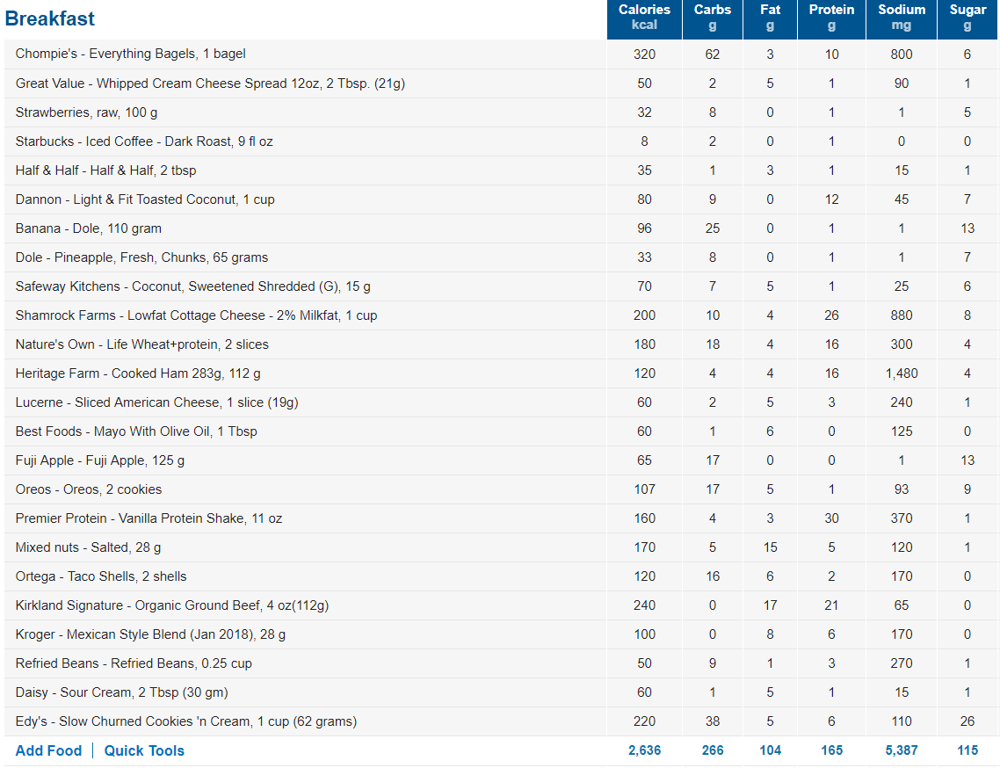 Breakfast Calories Carbs Fat Protein Sodium Sugar
kcal g g g mg g
Chompie's - Everything Bagels, 1 bagel 320 62 3 10 800 6
Great Value - Whipped Cream Cheese Spread 12oz, 2 Tbsp. (21g) 50 2 5 1 90 1
Strawberries, raw, 100 g 32 8 0 1 1 5
Starbucks - Iced Coffee - Dark Roast, 9 fl oz 8 2 0 1 0 0
Half & Half - Half & Half, 2 tbsp 35 1 3 1 15 1
Dannon - Light & Fit Toasted Coconut, 1 cup 80 9 0 12 45 7
Banana - Dole, 110 gram 96 25 0 1 1 13
Dole - Pineapple, Fresh, Chunks, 65 grams 33 8 0 1 1 7
Safeway Kitchens - Coconut, Sweetened Shredded (G), 15 g 70 7 5 1 25 6
Shamrock Farms - Lowfat Cottage Cheese - 2% Milkfat, 1 cup 200 10 4 26 880 8
Nature's Own - Life Wheat+protein, 2 slices 180 18 4 16 300 4
Heritage Farm - Cooked Ham 283g, 112 g 120 4 4 16 1,480 4
Lucerne - Sliced American Cheese, 1 slice (19g) 60 2 5 3 240 1
Best Foods - Mayo With Olive Oil, 1 Tbsp 60 1 6 0 125 0
Fuji Apple - Fuji Apple, 125 g 65 17 0 0 1 13
Oreos - Oreos, 2 cookies 107 17 5 1 93 9
Premier Protein - Vanilla Protein Shake, 11 oz 160 4 3 30 370 1
Mixed nuts - Salted, 28 g 170 5 15 5 120 1
Ortega - Taco Shells, 2 shells 120 16 6 2 170 0
Kirkland Signature - Organic Ground Beef, 4 oz(112g) 240 0 17 21 65 0
Kroger - Mexican Style Blend (Jan 2018), 28 g 100 0 8 6 170 0
Refried Beans - Refried Beans, 0.25 cup 50 9 1 3 270 1
Daisy - Sour Cream, 2 Tbsp (30 gm) 60 1 5 1 15 1
Edy's - Slow Churned Cookies 'n Cream, 1 cup (62 grams) 220 38 5 6 110 26
Add Food | Quick Tools 2,636 266 104 165 5,387 115